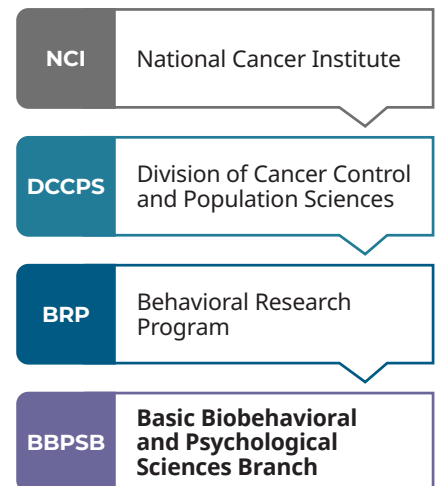 NCI
National Cancer Institute
DCCPS
Division of Cancer Control
and Population Sciences
BRP
Behavioral Research
Program
BBPSB
Basic Biobehavioral
and Psychological
Sciences Branch